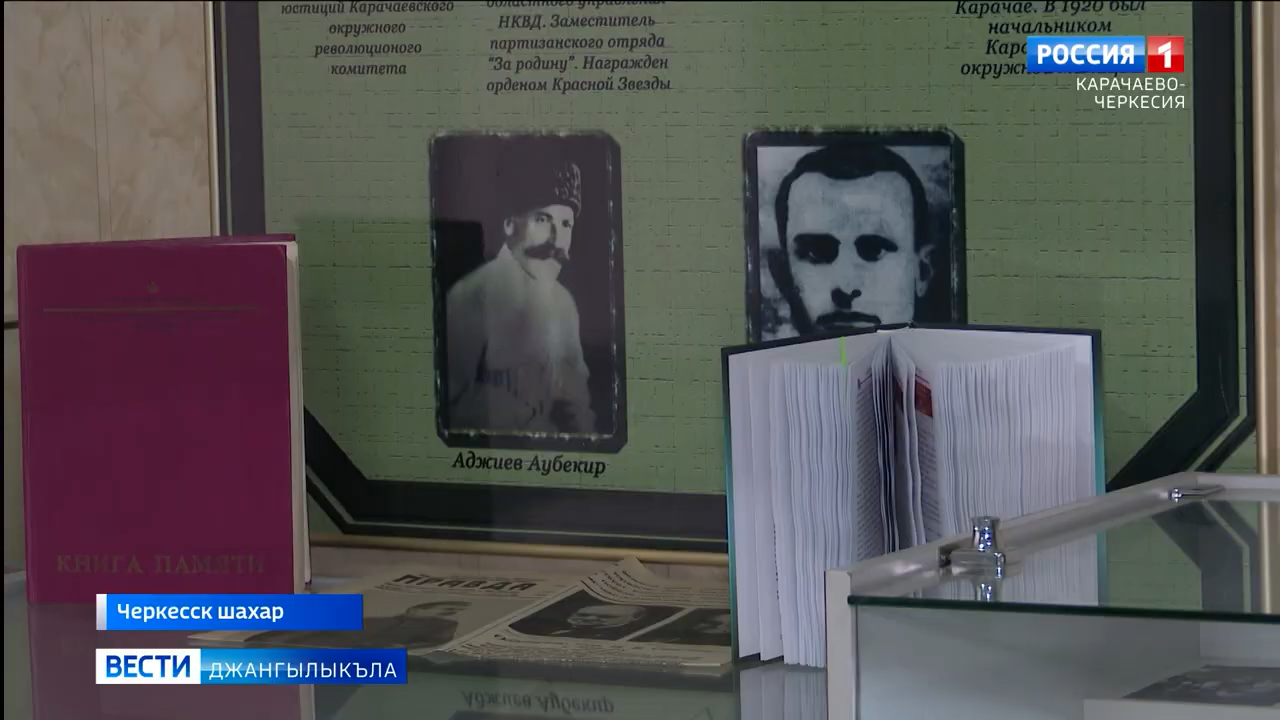 юстиций Карачаевского
окружного
революционого
комитета
областного управления
НКВД. Заместитель
партизанского отряда
"За родину". Награжден
орденом Красной Звезды
Карачае. В 1920 был
начальником
РОССИЯ 1
КАРАЧАЕВО-
ЧЕРКЕСИЯ
Аджиев Аубекир
КНИГА ПАМЯТИ
ПРАВДА
Черкесск шахар
ВЕСТИ ДЖАНГЫЛЫКЪЛА